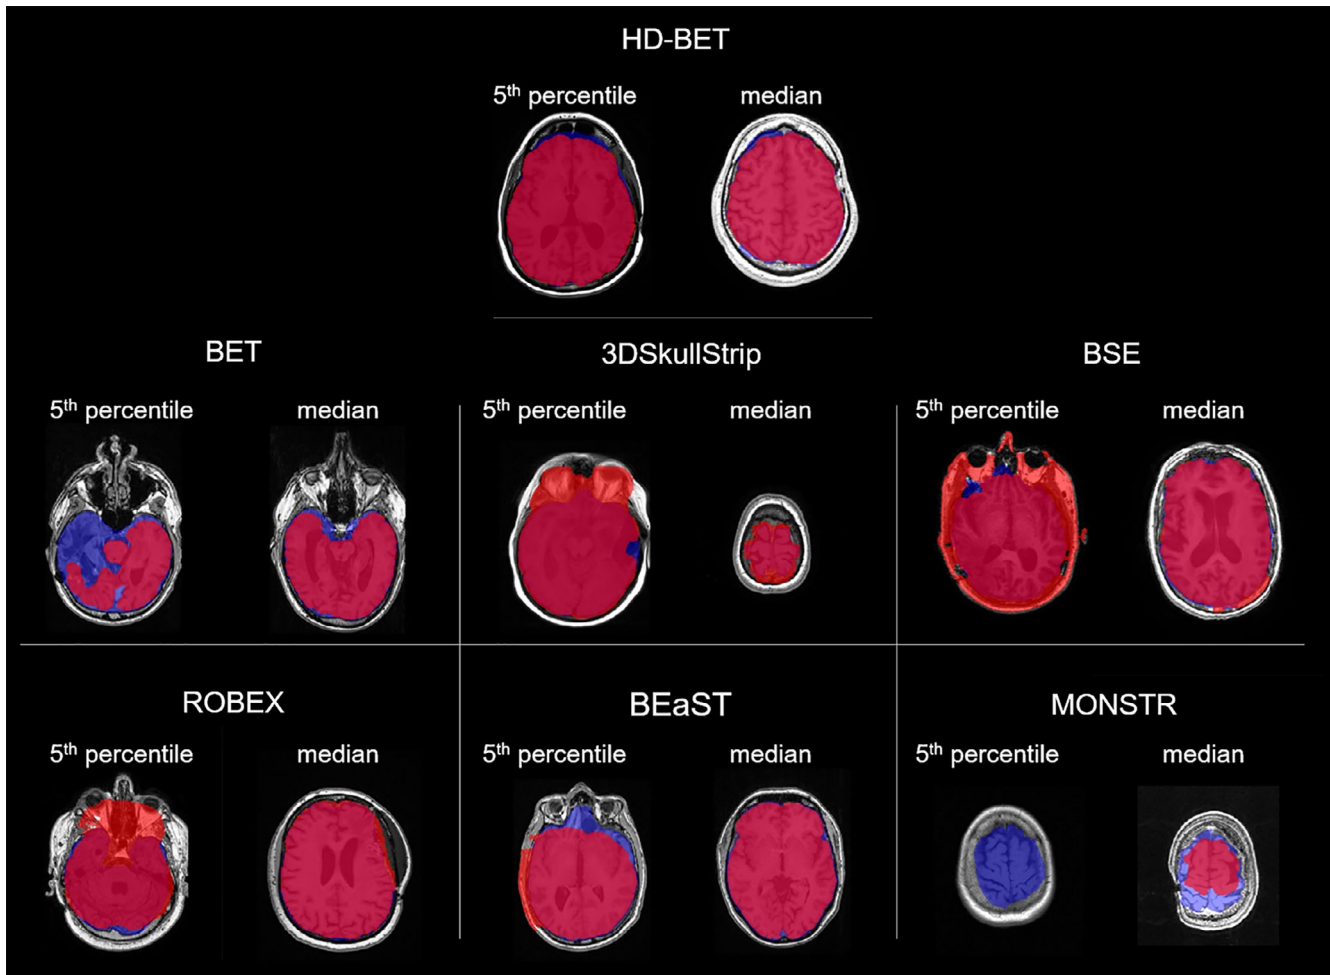 HD-BET
5th percentile median
BET 3DSkullStrip BSE
5th percentile median 5th percentile median 5th percentile median
ROBEX BEaST MONSTR
5th percentile median 5th percentile median 5th percentile median